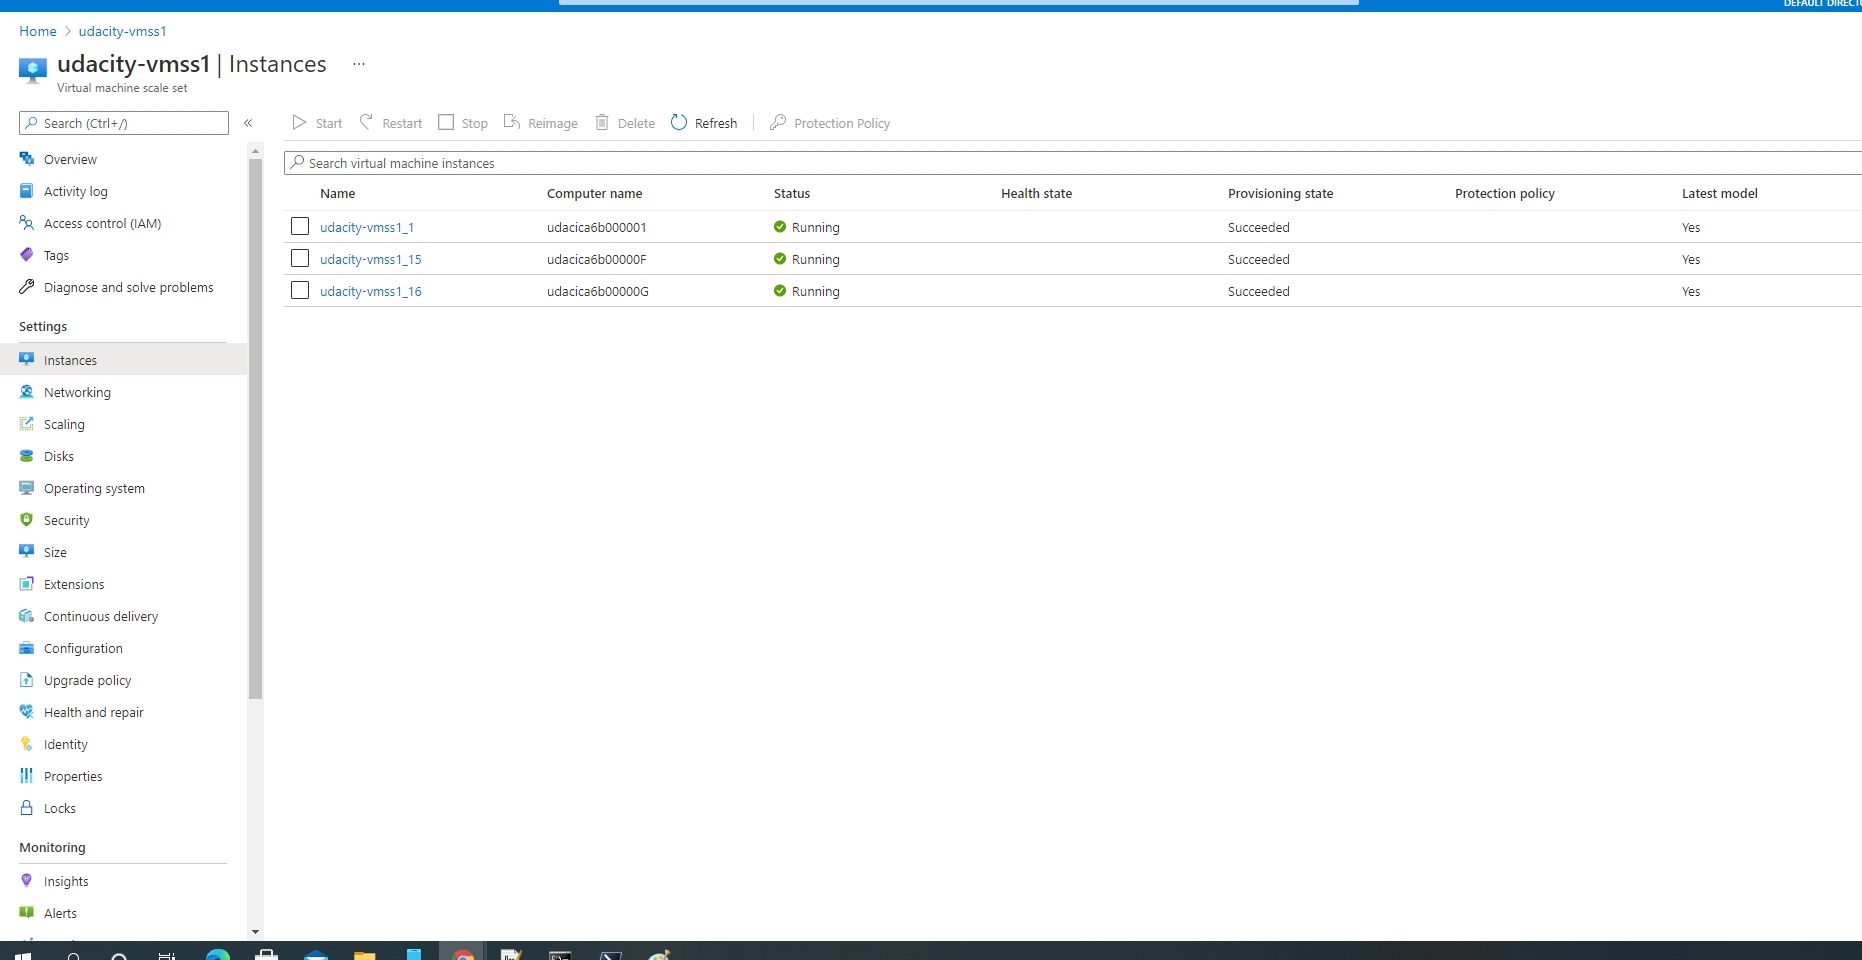 DEFAULT DIRECTO
Home > udacity-vmss1
udacity-vmss1 | Instances ...
Virtual machine scale set
Search (Ctrl+/)
«
Start
Restart
Stop
Reimage
Delete
Refresh
Protection Policy
Search virtual machine instances
Name Computer name Status Health state Provisioning state Protection policy Latest model
udacity-vmss1_1 udacica6b000001 Running Succeeded Yes
udacity-vmss1_15 udacica6b00000F Running Succeeded Yes
udacity-vmss1_16 udacica6b00000G Running Succeeded Yes
Overview
Activity log
Access control (IAM)
Tags
Diagnose and solve problems
Settings
Instances
Networking
Scaling
Disks
Operating system
Security
Size
Extensions
Continuous delivery
Configuration
Upgrade policy
Health and repair
Identity
Properties
Locks
Monitoring
Insights
Alerts